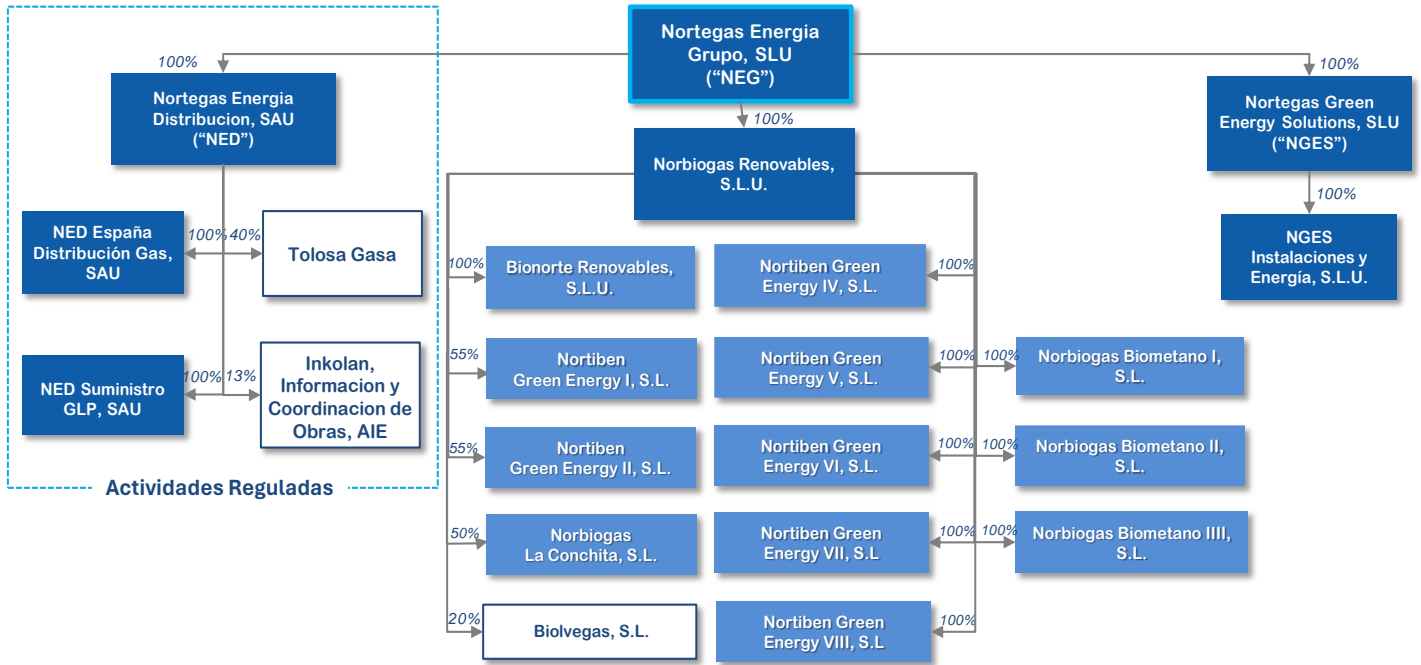 Nortegas Energia
Grupo, SLU
(“NEG”)
100%
100%
100%
Nortegas Energia
Distribucion, SAU
(“NED”)
Norbiogas Renovables,
S.L.U.
Nortegas Green
Energy Solutions, SLU
(“NGES”)
100%
NED España
Distribución Gas,
SAU
100%
40%
Tolosa Gasa
NED Suministro
GLP, SAU
100%
13%
Inkolan,
Informacion y
Coordinacion de
Obras, AIE
Actividades Reguladas
100%
Bionorte Renovables,
S.L.U.
55%
Nortiben
Green Energy I, S.L.
55%
Nortiben
Green Energy II, S.L.
50%
Norbiogas
La Conchita, S.L.
20%
Biolvegas, S.L.
Nortiben Green
Energy IV, S.L.
100%
Nortiben Green
Energy V, S.L.
100%
Nortiben Green
Energy VI, S.L.
100%
Nortiben Green
Energy VII, S.L
100%
Nortiben Green
Energy VIII, S.L
100%
100%
Norbiogas Biometano I,
S.L.
100%
Norbiogas Biometano II,
S.L.
100%
Norbiogas Biometano IIII,
S.L.
NGES
Instalaciones y
Energía, S.L.U.